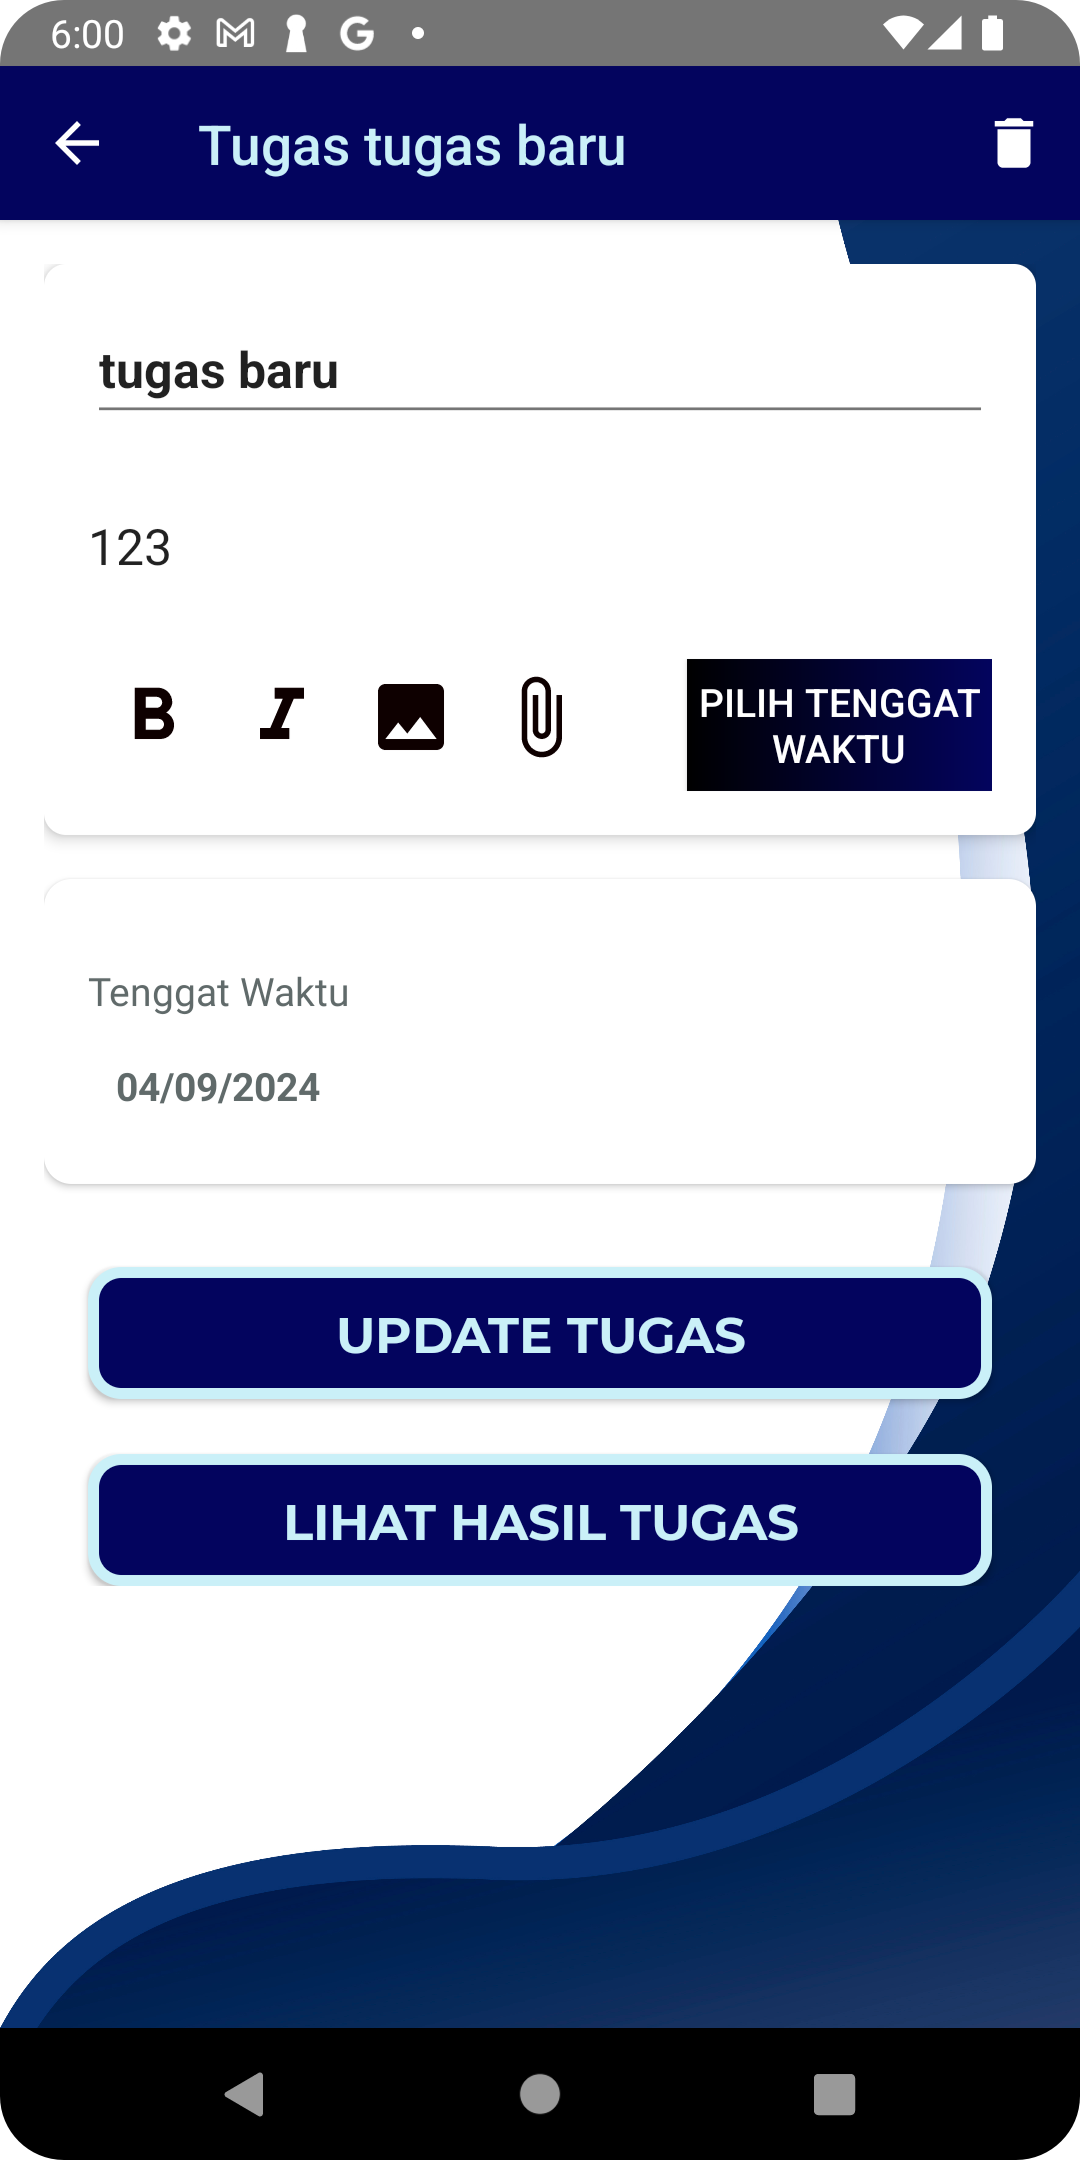 6:00
Tugas tugas baru
tugas baru
123
PILIH TENGGAT
WAKTU
Tenggat Waktu
04/09/2024
UPDATE TUGAS
LIHAT HASIL TUGAS